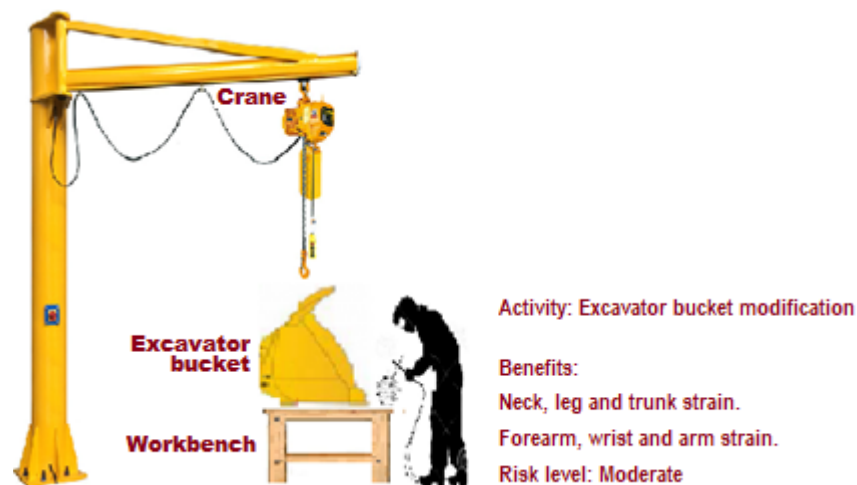 Crane
Excavator
bucket
Workbench
Activity: Excavator bucket modification
Benefits:
Neck, leg and trunk strain.
Forearm, wrist and arm strain.
Risk level: Moderate